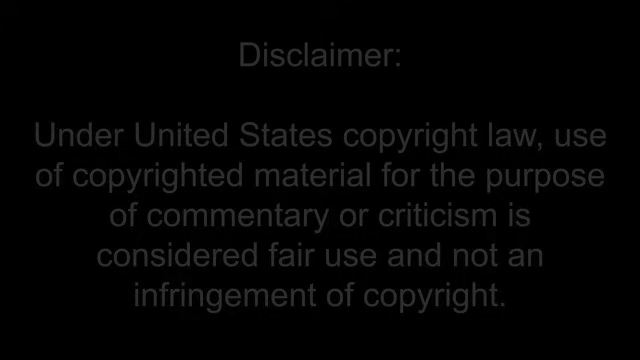 Disclaimer:
Under United States copyright law, use
of copyrighted material for the purpose
of commentary or criticism is
considered fair use and not an
infringement of copyright.